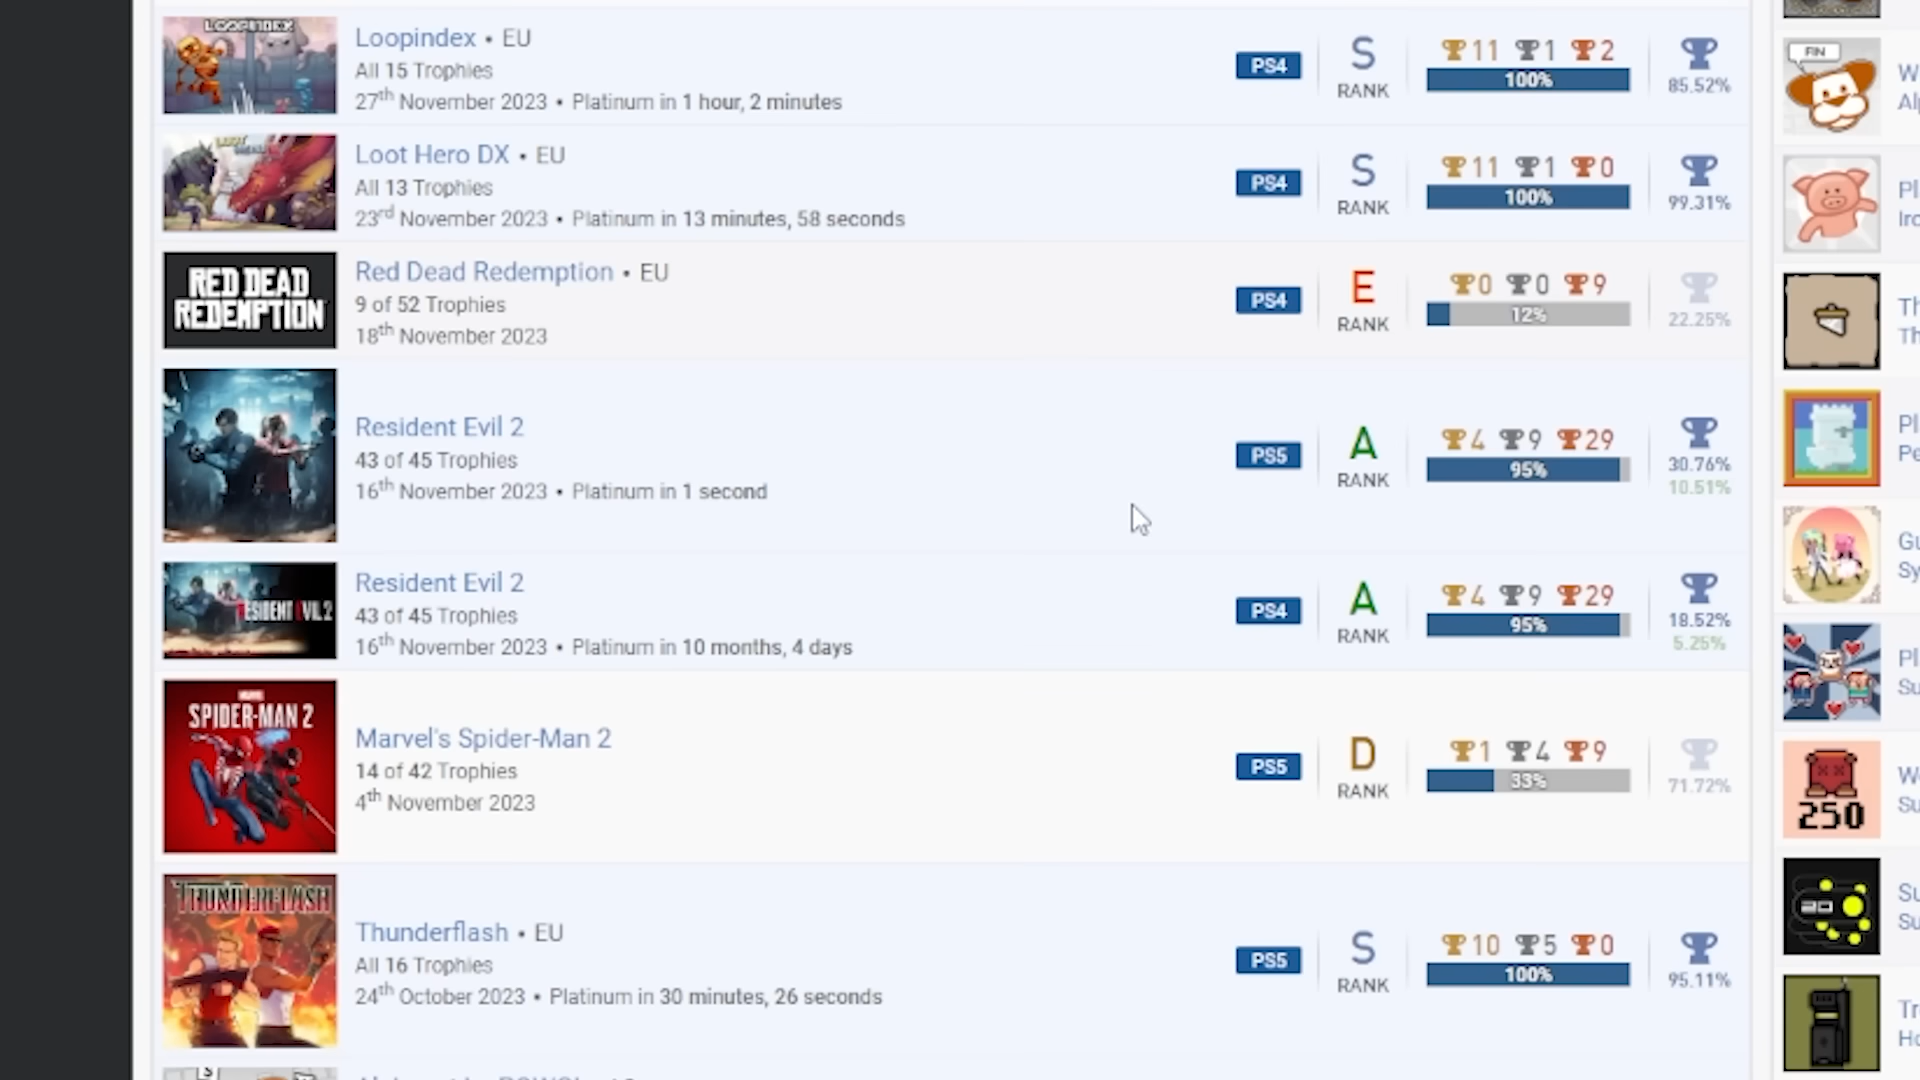 LOOPINDEX
Loopindex • EU
All 15 Trophies
27th November 2023 • Platinum in 1 hour, 2 minutes
PS4
S
RANK
11 1 2
100%
85.52%
Loot Hero DX • EU
All 13 Trophies
23rd November 2023 • Platinum in 13 minutes, 58 seconds
PS4
S
RANK
11 1 0
100%
99.31%
RED DEAD
REDEMPTION
Red Dead Redemption • EU
9 of 52 Trophies
18th November 2023
PS4
E
RANK
0 0 9
12%
22.25%
Resident Evil 2
43 of 45 Trophies
16th November 2023 • Platinum in 1 second
PS5
A
RANK
4 9 29
95%
30.76%
10.51%
RESIDENT EVIL 2
Resident Evil 2
43 of 45 Trophies
16th November 2023 • Platinum in 10 months, 4 days
PS4
A
RANK
4 9 29
95%
18.52%
5.25%
SPIDER-MAN 2
Marvel's Spider-Man 2
14 of 42 Trophies
4th November 2023
PS5
D
RANK
1 4 9
33%
71.72%
THUNDERFLASH
Thunderflash • EU
All 16 Trophies
24th October 2023 • Platinum in 30 minutes, 26 seconds
PS5
S
RANK
10 5 0
100%
95.11%
FIN
250